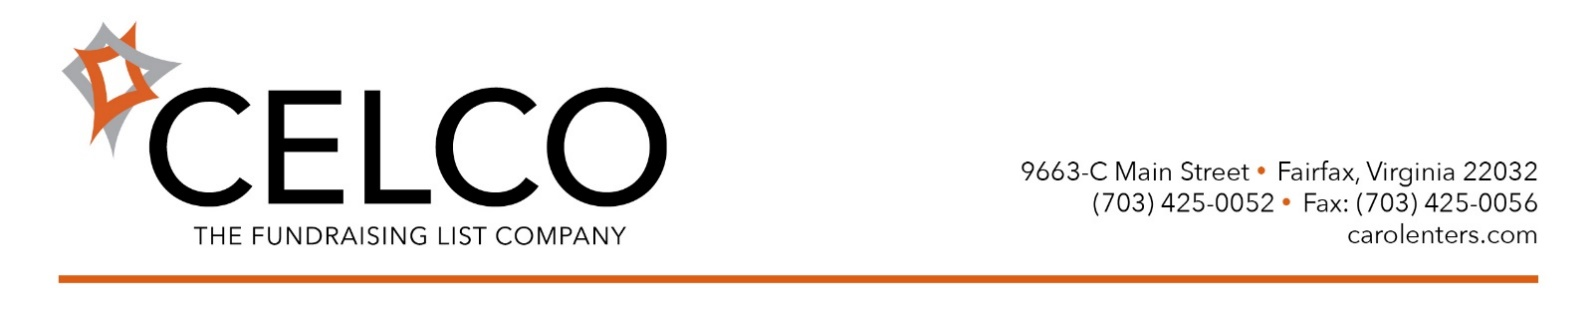 CELCO
THE FUNDRAISING LIST COMPANY
9663-C Main Street • Fairfax, Virginia 22032
(703) 425-0052 • Fax: (703) 425-0056
carolenters.com